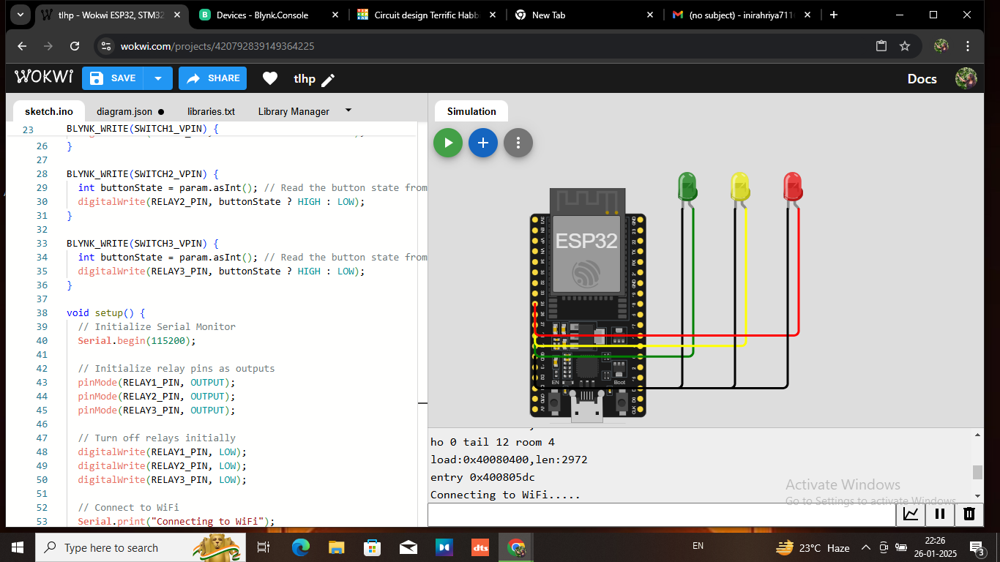 tlhp - Wokwi ESP32, STM32
Devices - Blynk.Console
Circuit design Terrific Habb
New Tab
(no subject) - inirahriya711
wokwi.com/projects/420792839149364225
WOKWI
SAVE
SHARE
tlhp
Docs
sketch.ino
diagram.json
libraries.txt
Library Manager
23 BLYNK_WRITE(SWITCH1_VPIN) {
26 }
27
28 BLYNK_WRITE(SWITCH2_VPIN) {
29 int buttonState = param.asInt(); // Read the button state from
30 digitalWrite(RELAY2_PIN, buttonState ? HIGH : LOW);
31 }
32
33 BLYNK_WRITE(SWITCH3_VPIN) {
34 int buttonState = param.asInt(); // Read the button state from
35 digitalWrite(RELAY3_PIN, buttonState ? HIGH : LOW);
36 }
37
38 void setup() {
39 // Initialize Serial Monitor
40 Serial.begin(115200);
41
42 // Initialize relay pins as outputs
43 pinMode(RELAY1_PIN, OUTPUT);
44 pinMode(RELAY2_PIN, OUTPUT);
45 pinMode(RELAY3_PIN, OUTPUT);
46
47 // Turn off relays initially
48 digitalWrite(RELAY1_PIN, LOW);
49 digitalWrite(RELAY2_PIN, LOW);
50 digitalWrite(RELAY3_PIN, LOW);
51
52 // Connect to WiFi
53 Serial.print("Connecting to WiFi");
Simulation
ESP32
EN
Boot
ho 0 tail 12 room 4
load:0x40080400,len:2972
entry 0x400805dc
Connecting to WiFi.....
Activate Windows
Go to Settings to activate Windows.
Type here to search
dts
EN
23°C Haze
22:26
26-01-2025
3